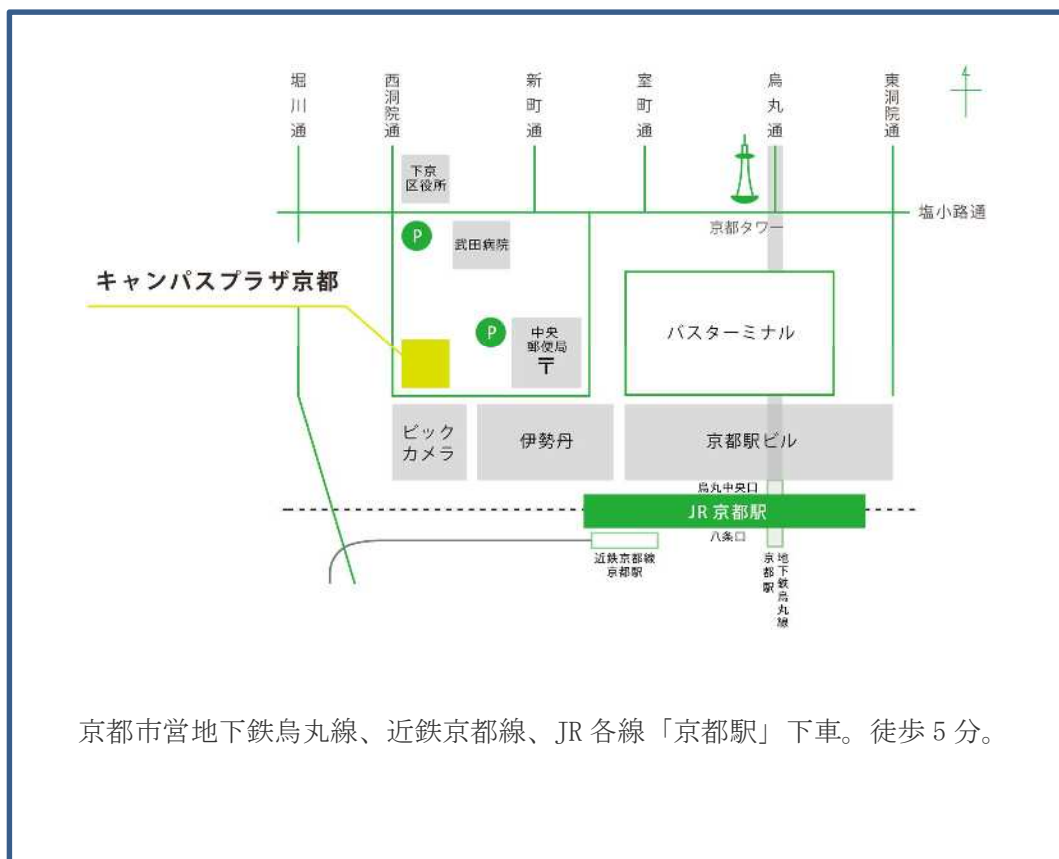 堀川通
西洞院通
新町通
室町通
烏丸通
東洞院通
下京
区役所
塩小路通
京都タワー
P
武田病院
キャンパスプラザ京都
バスターミナル
P
中央
郵便局
〒
ビック
カメラ
伊勢丹
京都駅ビル
烏丸中央口
JR 京都駅
八条口
近鉄京都線
京都駅
地下鉄烏丸線
京都駅
京都市営地下鉄烏丸線、近鉄京都線、JR 各線「京都駅」下車。徒歩 5 分。